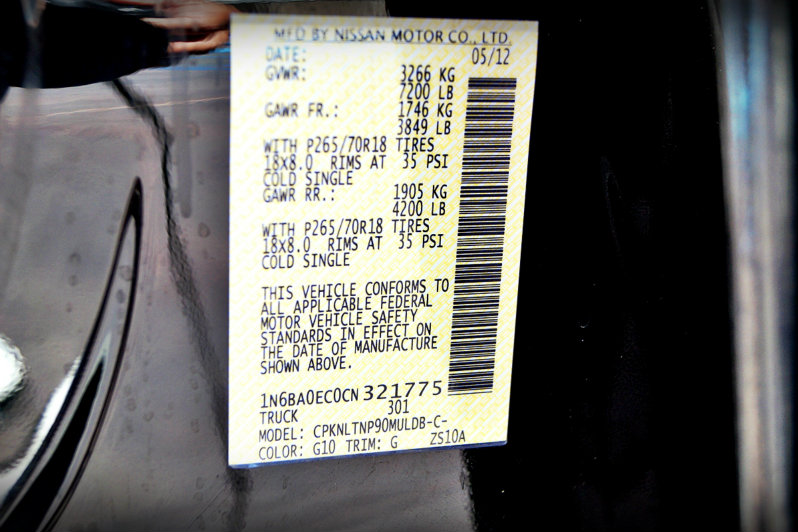 MFD BY NISSAN MOTOR CO., LTD.
DATE: 05/12
GVWR: 3266 KG
7200 LB
GAWR FR.: 1746 KG
3849 LB
WITH P265/70R18 TIRES
18x8.0 RIMS AT 35 PSI
COLD SINGLE
GAWR RR.: 1905 KG
4200 LB
WITH P265/70R18 TIRES
18x8.0 RIMS AT 35 PSI
COLD SINGLE
THIS VEHICLE CONFORMS TO
ALL APPLICABLE FEDERAL
MOTOR VEHICLE SAFETY
STANDARDS IN EFFECT ON
THE DATE OF MANUFACTURE
SHOWN ABOVE.
1N6BA0EC0CN321775
TRUCK 301
MODEL: CPKNLTNP90MULDB-C-
COLOR: G10 TRIM: G ZS10A